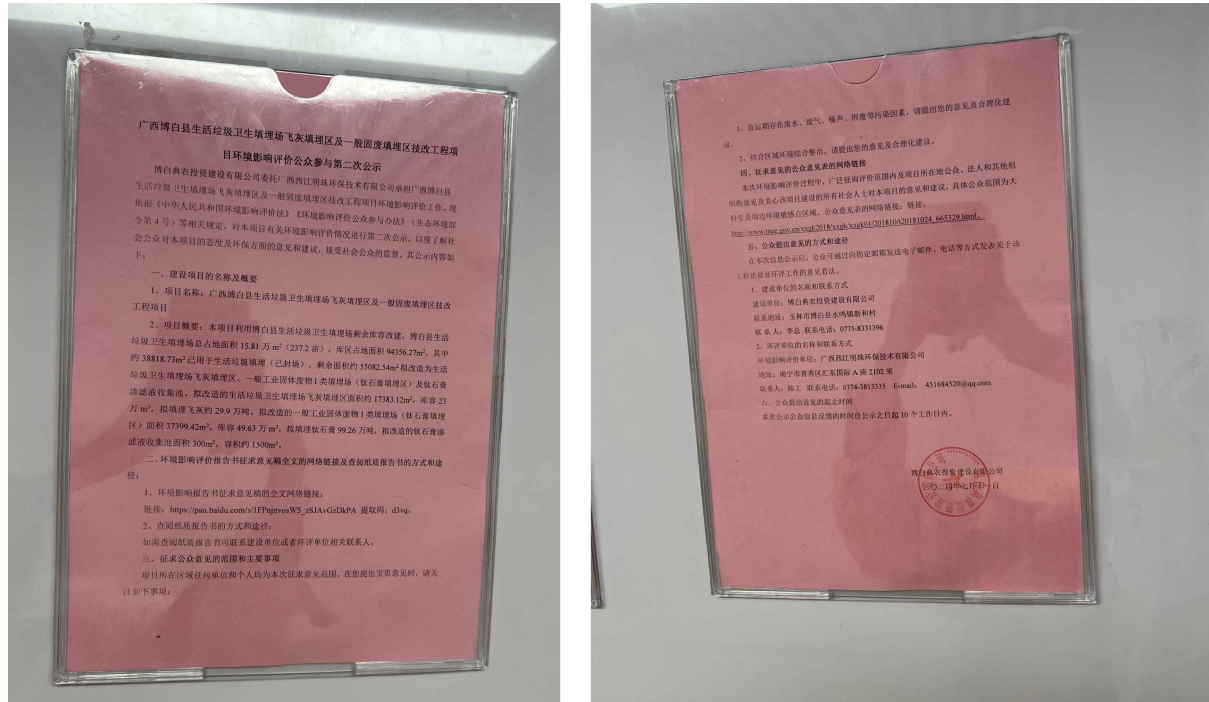 广西博白县生活垃圾卫生填埋场飞灰填埋区及一般固废填埋区技改工程项
目环境影响评价公众参与第二次公示
博白典农投资建设有限公司委托广西西江明珠环保技术有限公司承担广西博白县
生活垃圾卫生填埋场飞灰填埋区及一般固废填埋区技改工程项目环境影响评价工作。现
依据《中华人民共和国环境影响评价法》《环境影响评价公众参与办法》（生态环境部
令第 4 号）等相关规定，对本项目有关环境影响评价情况进行第二次公示，以便了解社
会公众对本项目的态度及环保方面的意见和建议，接受社会公众的监督，其公示内容如
下：
一、建设项目的名称及概要
1、项目名称：广西博白县生活垃圾卫生填埋场飞灰填埋区及一般固废填埋区技改
工程项目
2、项目概要：本项目利用博白县生活垃圾卫生填埋场剩余库容改建，博白县生活
垃圾卫生填埋场总占地面积 15.81 万 m²（237.2 亩），库区占地面积 94356.27m²，其中
约 38818.73m² 已用于生活垃圾填埋（已封场），剩余面积约 55082.54m² 拟改造为生活
垃圾卫生填埋场飞灰填埋区、一般工业固体废物 I 类填埋场（钛石膏填埋区）及钛石膏
渗滤液收集池。拟改造的生活垃圾卫生填埋场飞灰填埋区面积约 17383.12m²，库容 23
万 m³，拟填埋飞灰约 29.9 万吨，拟改造的一般工业固体废物 I 类填埋场（钛石膏填埋
区）面积 37399.42m²，库容 49.63 万 m³，拟填埋钛石膏 99.26 万吨，拟改造的钛石膏渗
滤液收集池面积 300m²，容积约 1500m³。
二、环境影响评价报告书征求意见稿全文的网络链接及查阅纸质报告书的方式和途
径：
1、环境影响报告书征求意见稿的全文网络链接：
链接：https://pan.baidu.com/s/1FPnjnvosW5_zSJAvGzDkPA 提取码：d3vq。
2、查阅纸质报告书的方式和途径：
如需查阅纸质报告书可联系建设单位或者环评单位相关联系人。
三、征求公众意见的范围和主要事项
项目所在区域任何单位和个人均为本次征求意见范围。在您提出宝贵意见时，请关
注如下事项：
1、营运期存在废水、废气、噪声、固废等污染因素，请提出您的意见及合理化建
议。
2、结合区域环境综合整治，请提出您的意见及合理化建议。
四、征求意见的公众意见表的网络链接
本次环境影响评价过程中，广泛征询评价范围内及项目所在地公众、法人和其他组
织的意见及关心该项目建设的所有社会人士对本项目的意见和建议，具体公众范围为大
轩堂及周边环境敏感点区域。公众意见表的网络链接：链接：
http://www.mee.gov.cn/xxgk2018/xxgk/xxgk01/201810/t20181024_665329.html。
五、公众提出意见的方式和途径
在本次信息公示后，公众可通过向指定邮箱发送电子邮件、电话等方式发表关于该
工程建设及环评工作的意见看法。
1、建设单位的名称和联系方式
建设单位：博白典农投资建设有限公司
联系地址：玉林市博白县水鸣镇新和村
联 系 人：李总 联系电话：0775-8331396
2、环评单位的名称和联系方式
环境影响评价单位：广西西江明珠环保技术有限公司
地址：南宁市青秀区汇东国际 A 座 2102 室
联系人：陈工 联系电话：0774-3813335 E-mail： 451684520@qq.com
六、公众提出意见的起止时间
本次公示公众信息反馈的时间自公示之日起 10 个工作日内。
博白典农投资建设有限公司
二〇二四年七月一日